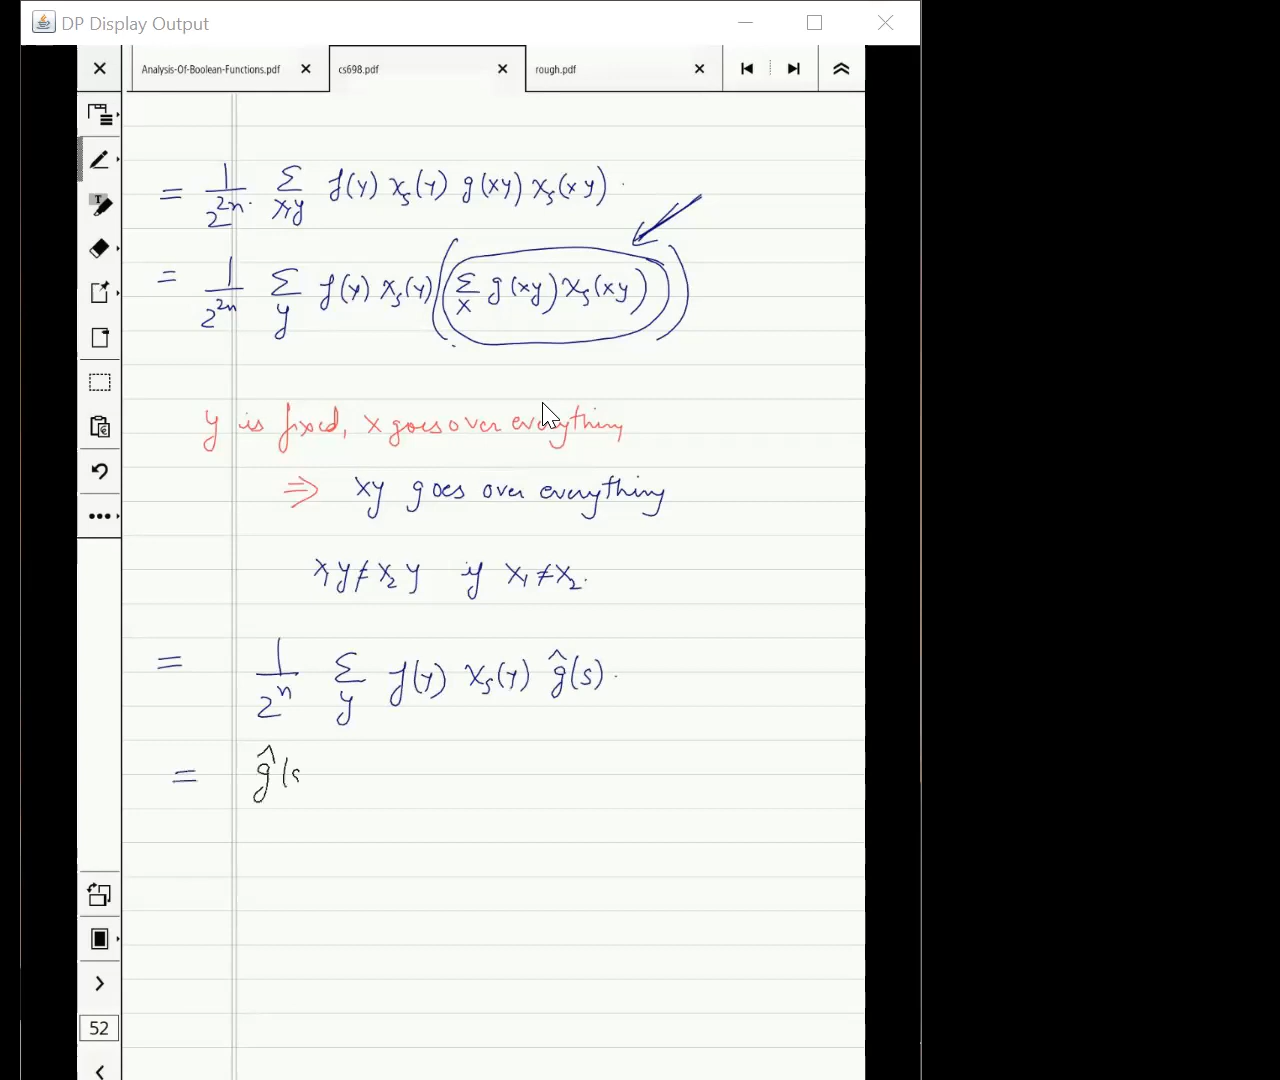 DP Display Output
Analysis-Of-Boolean-Functions.pdf
cs698.pdf
rough.pdf
= 1/2^{2n} Σ_{x,y} f(y) χ_S(y) g(xy) χ_S(xy).
= 1/2^{2n} Σ_y f(y) χ_S(y) ( Σ_x g(xy) χ_S(xy) )
y is fixed, x goes over everything
⇒ xy goes over everything
x₁y ≠ x₂y if x₁ ≠ x₂.
= 1/2^n Σ_y f(y) χ_S(y) ĝ(S).
= ĝ(s
52